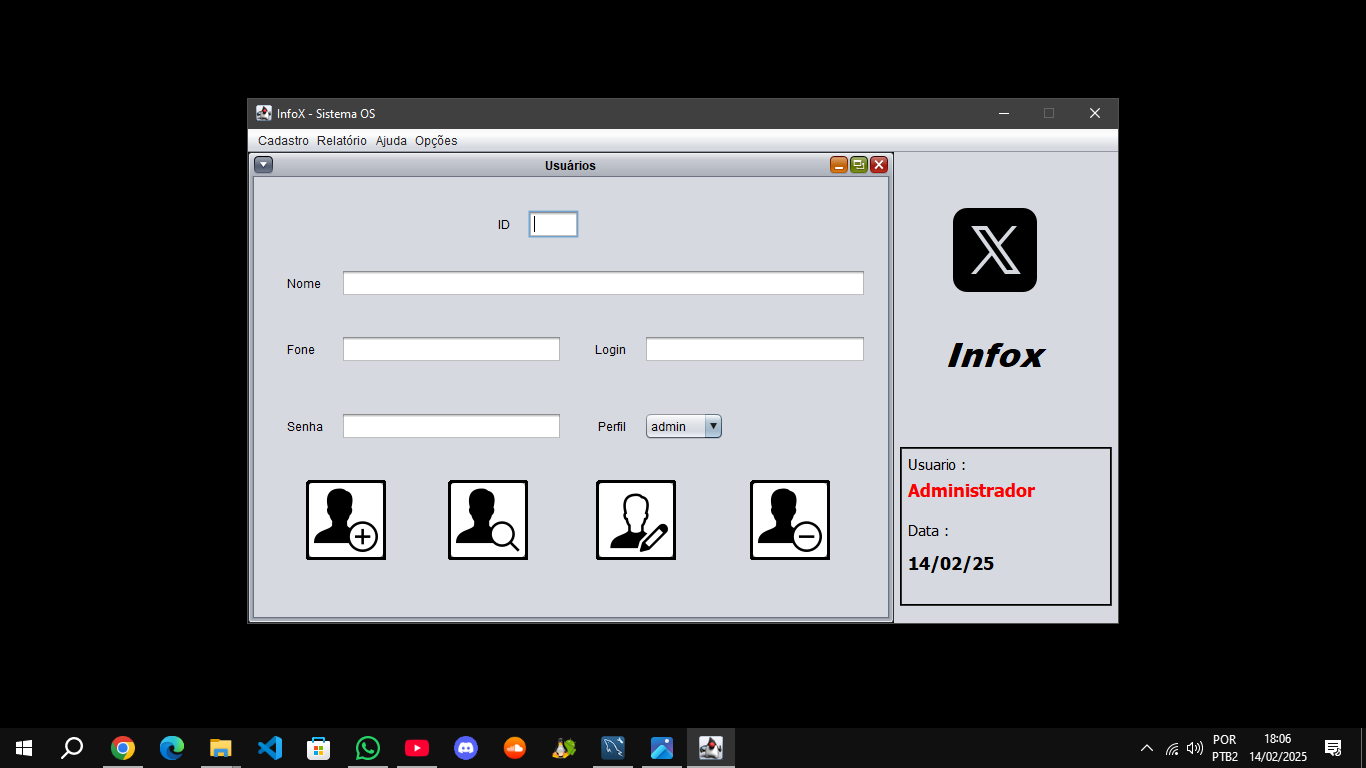 InfoX - Sistema OS
Cadastro Relatório Ajuda Opções
Usuários
ID
Nome
Fone
Login
Senha
Perfil
admin
Infox
Usuario :
Administrador
Data :
14/02/25
POR
PTB2
18:06
14/02/2025